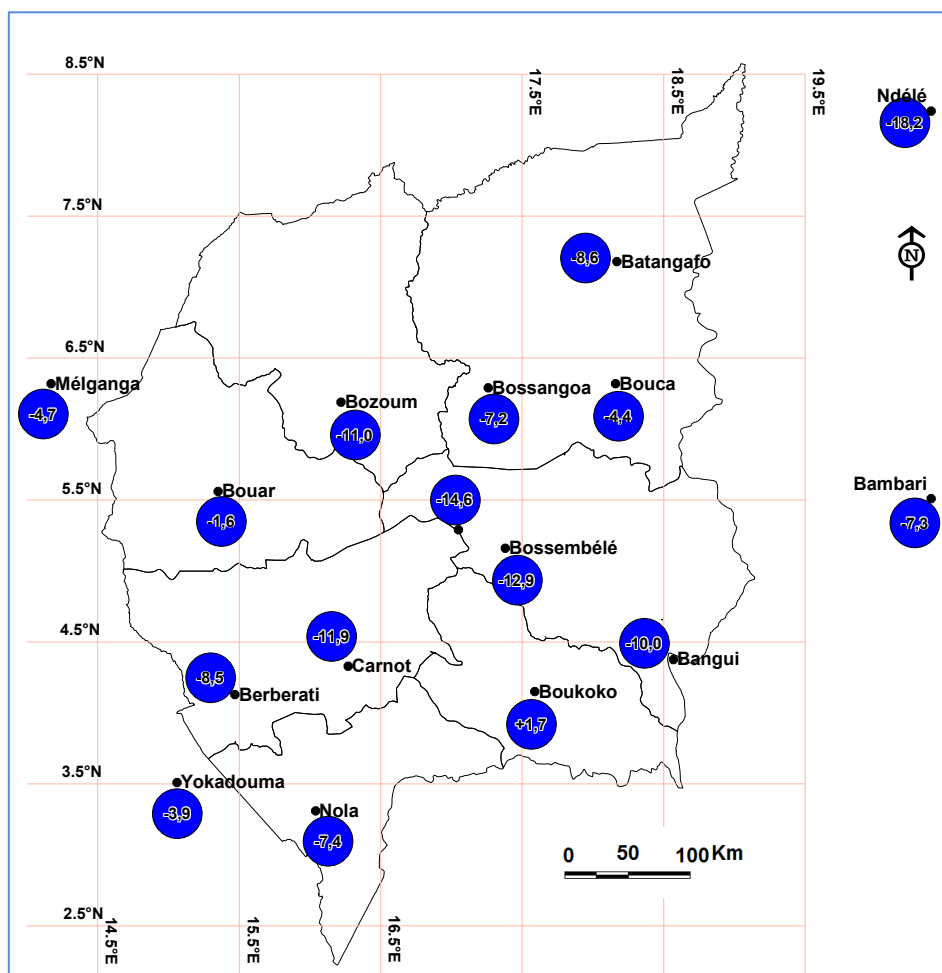 8.5°N
17.5°E
18.5°E
19.5°E
Ndélé
-18,2
7.5°N
N
-8,6
Batangafo
6.5°N
Mélganga
-4,7
Bozoum
-11,0
Bossangoa
-7,2
Bouca
-4,4
5.5°N
Bouar
-1,6
-14,6
Bambari
-7,3
Bossembélé
-12,9
4.5°N
-11,9
Carnot
-10,0
Bangui
-8,5
Berberati
Boukoko
+1,7
3.5°N
Yokadouma
-3,9
Nola
-7,4
0 50 100 Km
2.5°N
14.5°E
15.5°E
16.5°E